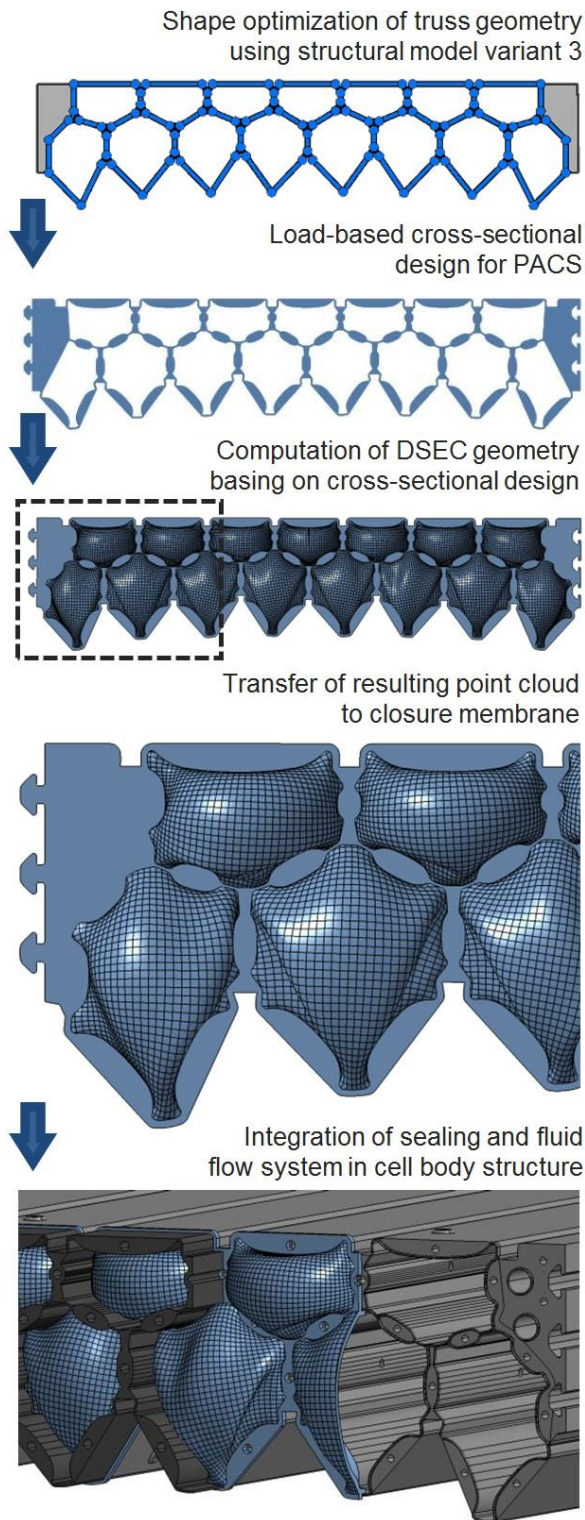 Shape optimization of truss geometry
using structural model variant 3
Load-based cross-sectional
design for PACS
Computation of DSEC geometry
basing on cross-sectional design
Transfer of resulting point cloud
to closure membrane
Integration of sealing and fluid
flow system in cell body structure